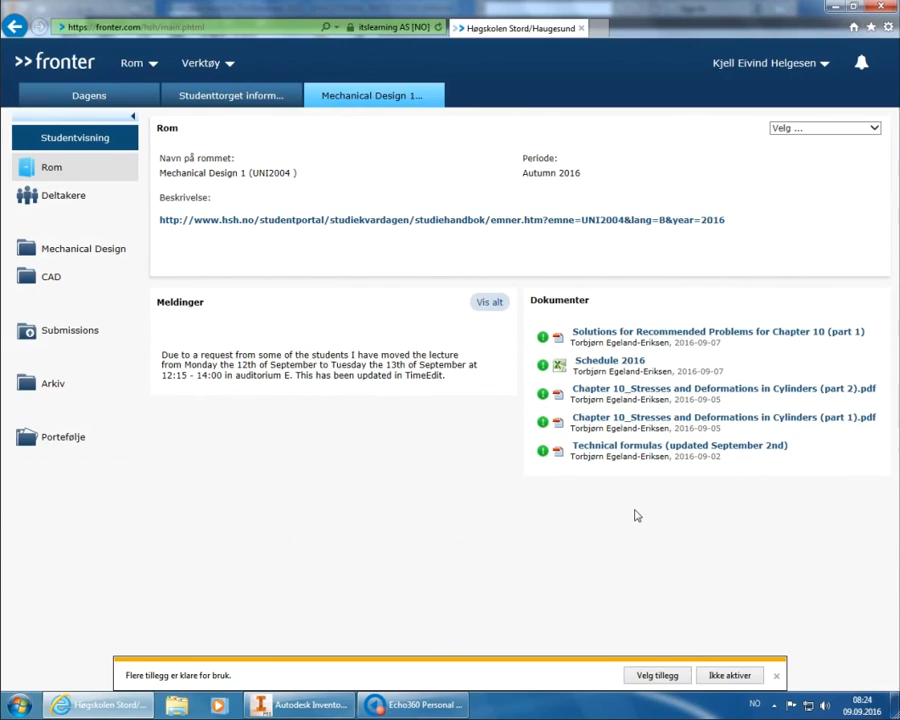 https://fronter.com/hsh/main.phtml
itslearning AS [NO]
Høgskolen Stord/Haugesund
fronter
Rom
Verktøy
Kjell Eivind Helgesen
Dagens
Studenttorget inform...
Mechanical Design 1...
Studentvisning
Rom
Deltakere
Mechanical Design
CAD
Submissions
Arkiv
Portefølje
Rom
Velg ...
Navn på rommet:
Mechanical Design 1 (UNI2004 )
Periode:
Autumn 2016
Beskrivelse:
http://www.hsh.no/studentportal/studiekvardagen/studiehandbok/emner.htm?emne=UNI2004&lang=B&year=2016
Meldinger
Vis alt
Due to a request from some of the students I have moved the lecture
from Monday the 12th of September to Tuesday the 13th of September at
12:15 - 14:00 in auditorium E. This has been updated in TimeEdit.
Dokumenter
Solutions for Recommended Problems for Chapter 10 (part 1)
Torbjørn Egeland-Eriksen, 2016-09-07
Schedule 2016
Torbjørn Egeland-Eriksen, 2016-09-07
Chapter 10_Stresses and Deformations in Cylinders (part 2).pdf
Torbjørn Egeland-Eriksen, 2016-09-05
Chapter 10_Stresses and Deformations in Cylinders (part 1).pdf
Torbjørn Egeland-Eriksen, 2016-09-05
Technical formulas (updated September 2nd)
Torbjørn Egeland-Eriksen, 2016-09-02
Flere tillegg er klare for bruk.
Velg tillegg
Ikke aktiver
Høgskolen Stord/...
Autodesk Invento...
Echo360 Personal ...
NO
08:24
09.09.2016